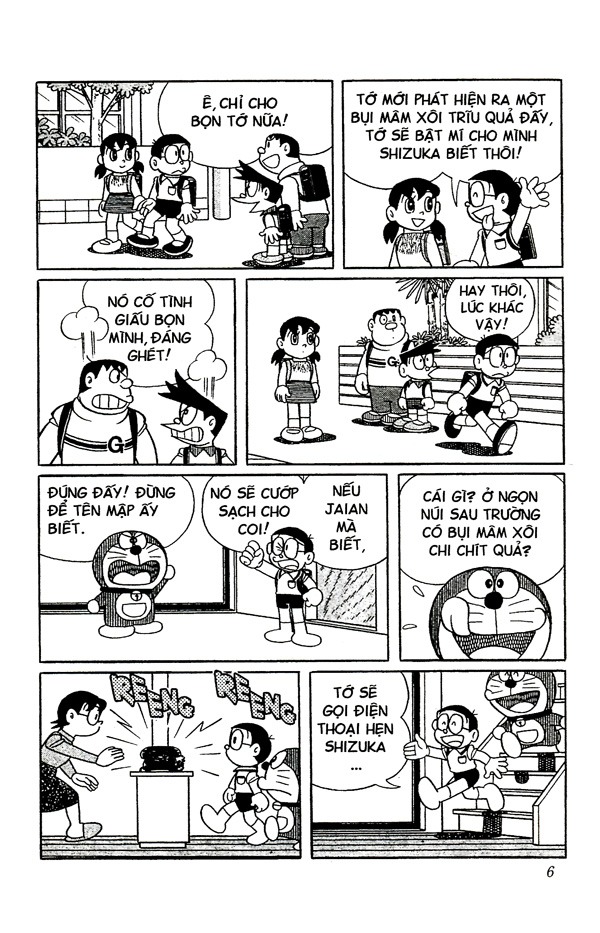 TỚ MỚI PHÁT HIỆN RA MỘT
BỤI MÂM XÔI TRĨU QUẢ ĐẤY,
TỚ SẼ BẬT MÍ CHO MÌNH
SHIZUKA BIẾT THÔI!
Ê, CHỈ CHO
BỌN TỚ NỮA!
HAY THÔI,
LÚC KHÁC
VẬY!
G
NÓ CỐ TÌNH
GIẤU BỌN
MÌNH, ĐÁNG
GHÉT!
G
CÁI GÌ? Ở NGỌN
NÚI SAU TRƯỜNG
CÓ BỤI MÂM XÔI
CHI CHÍT QUẢ?
NẾU
JAIAN
MÀ
BIẾT,
NÓ SẼ CƯỚP
SẠCH CHO
COI!
ĐÚNG ĐẤY! ĐỪNG
ĐỂ TÊN MẬP ẤY
BIẾT.
TỚ SẼ
GỌI ĐIỆN
THOẠI HẸN
SHIZUKA
...
REENG
REENG
6